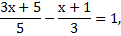 (3x + 5)/5 − (x + 1)/3 = 1,